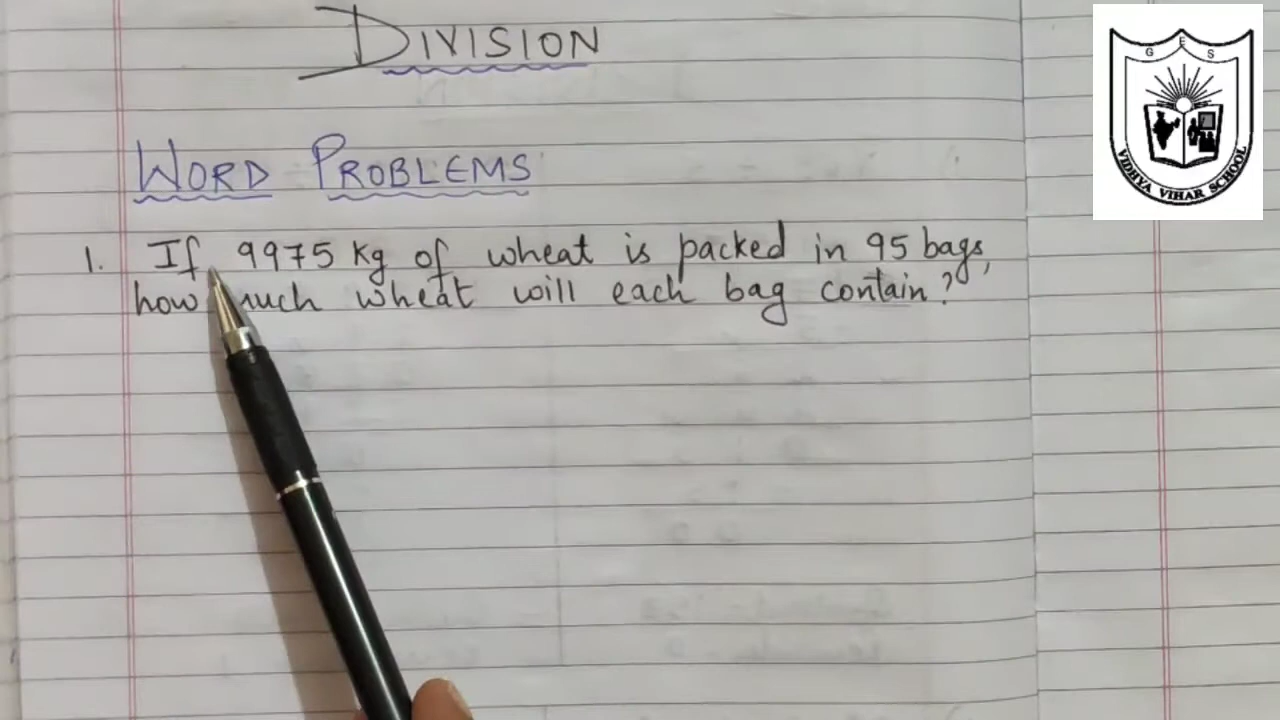 DIVISION
WORD PROBLEMS
1. If 9975 Kg of wheat is packed in 95 bags,
how much wheat will each bag contain?
G E S
VIDHYA VIHAR SCHOOL